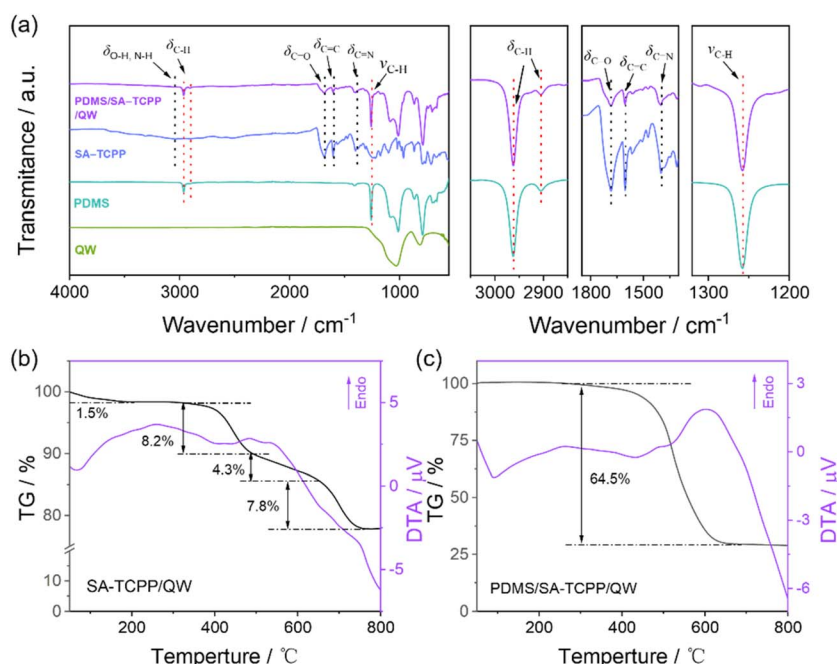 (a)
Transmitance / a.u.
δO-H, N-H
δC-H
δC=O
δC=C
δC=N
νC-H
PDMS/SA-TCPP
/QW
SA-TCPP
PDMS
QW
4000 3000 2000 1000
Wavenumber / cm-1
δC-H
3050 2900
δC=O
δC=C
δC=N
1800 1500
νC-H
1300 1200
Wavenumber / cm-1
(b)
TG / %
100
90
80
10
0
1.5%
8.2%
4.3%
7.8%
Endo
5
0
-5
DTA / μV
SA-TCPP/QW
200 400 600 800
Temperture / ℃
(c)
TG / %
100
75
50
25
0
64.5%
Endo
3
0
-2
-4
-6
DTA / μV
PDMS/SA-TCPP/QW
200 400 600 800
Temperture / ℃